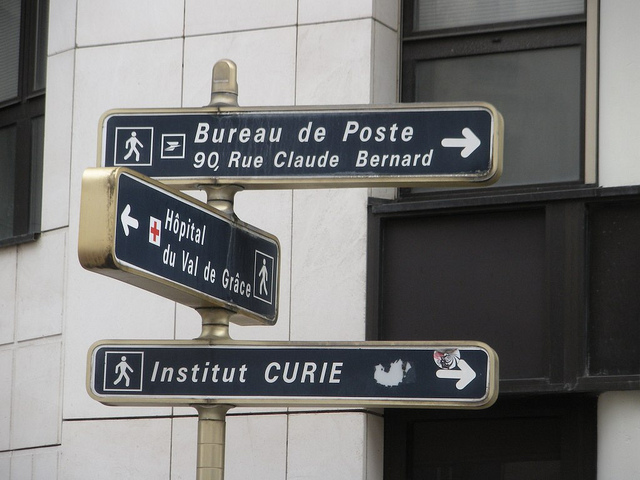 Bureau de Poste
90, Rue Claude Bernard
Hôpital
du Val de Grâce
Institut CURIE